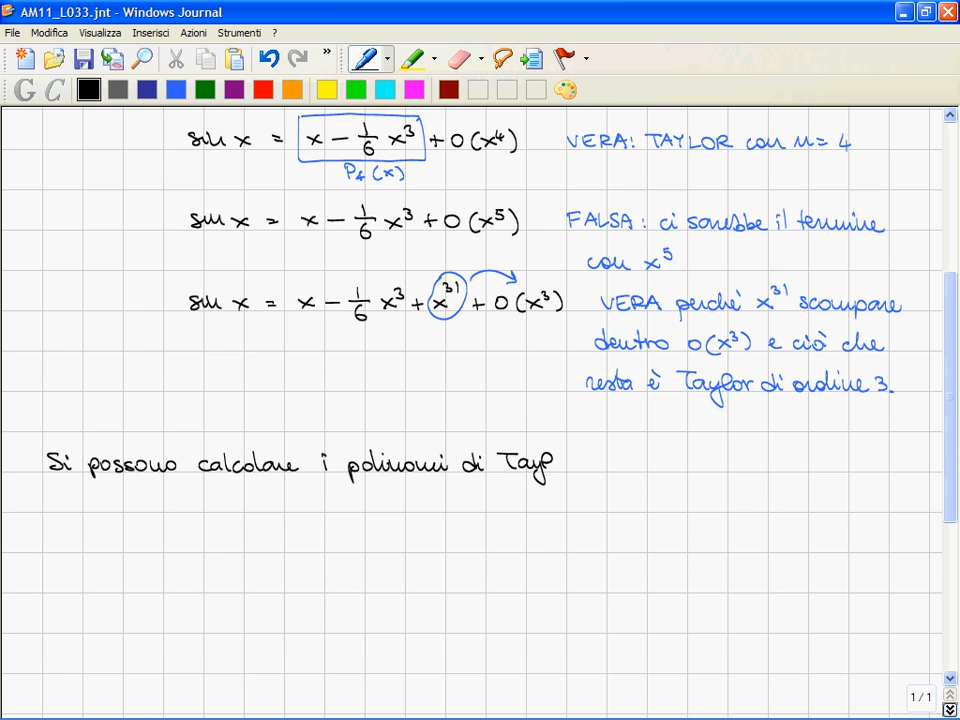 AM11_L033.jnt - Windows Journal
File Modifica Visualizza Inserisci Azioni Strumenti ? »
sin x = x - 1/6 x³ + o(x⁴) VERA! TAYLOR con n = 4
P₄(x)
sin x = x - 1/6 x³ + o(x⁵) FALSA: ci sarebbe il termine
con x⁵
sin x = x - 1/6 x³ + x³¹ + o(x³) VERA perchè x³¹ scompare
dentro o(x³) e ciò che
resta è Taylor di ordine 3.
Si possono calcolare i polinomi di Tayl
1 / 1